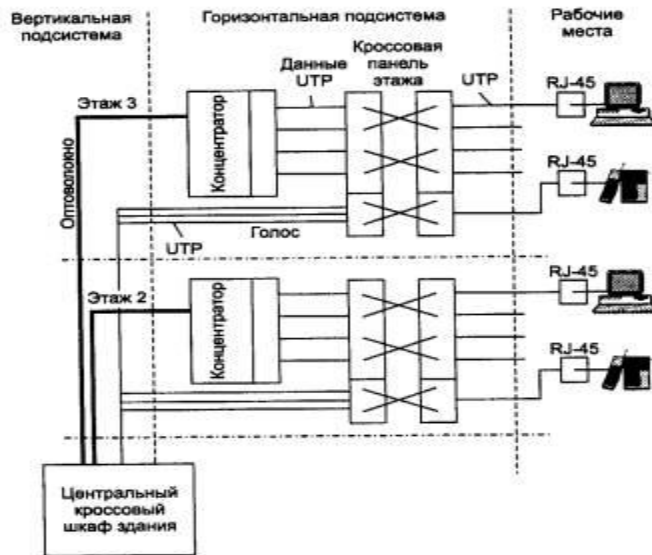 Вертикальная
подсистема
Горизонтальная подсистема
Рабочие
места
Данные
UTP
Кроссовая
панель
этажа
UTP
RJ-45
Этаж 3
Концентратор
Оптоволокно
RJ-45
UTP
Голос
RJ-45
Этаж 2
Концентратор
RJ-45
Центральный
кроссовый
шкаф здания